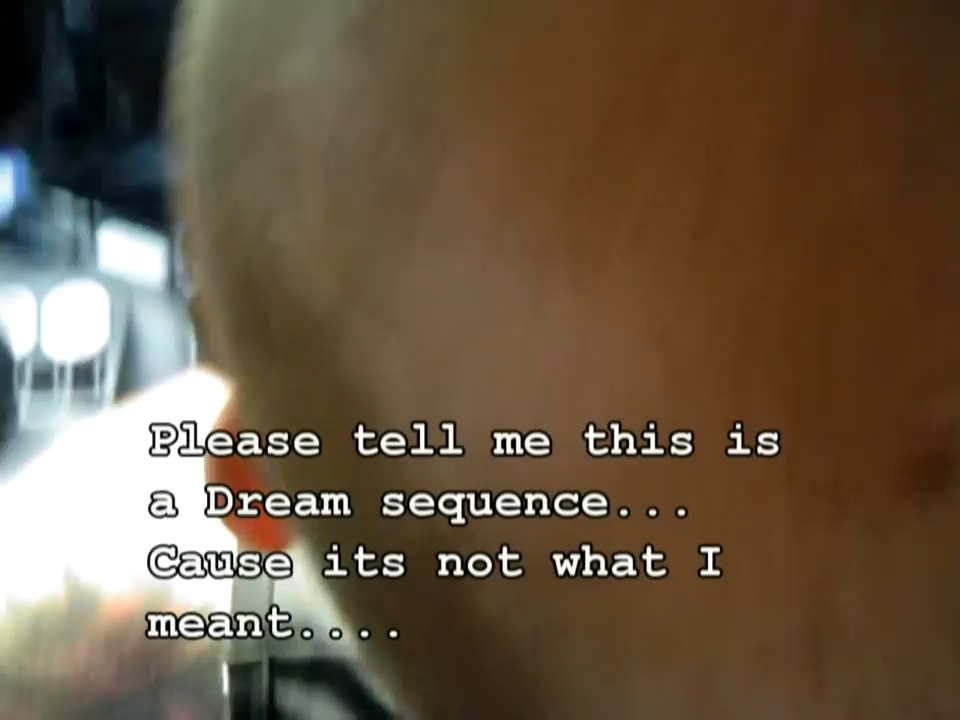 Please tell me this is
a Dream sequence...
Cause its not what I
meant....